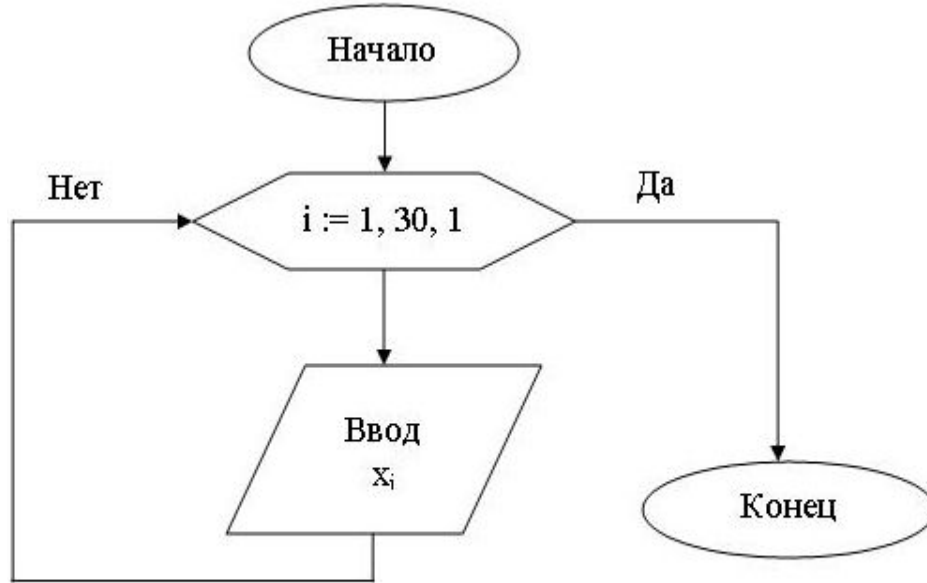 Начало
Нет
Да
i := 1, 30, 1
Ввод
xᵢ
Конец